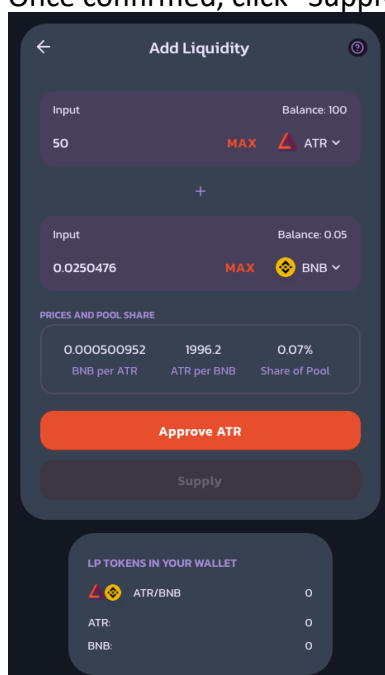 Once confirmed, click "Suppl
Add Liquidity ?
Input Balance: 100
50 MAX ATR
+
Input Balance: 0.05
0.0250476 MAX BNB
PRICES AND POOL SHARE
0.000500952 1996.2 0.07%
BNB per ATR ATR per BNB Share of Pool
Approve ATR
Supply
LP TOKENS IN YOUR WALLET
ATR/BNB 0
ATR: 0
BNB: 0